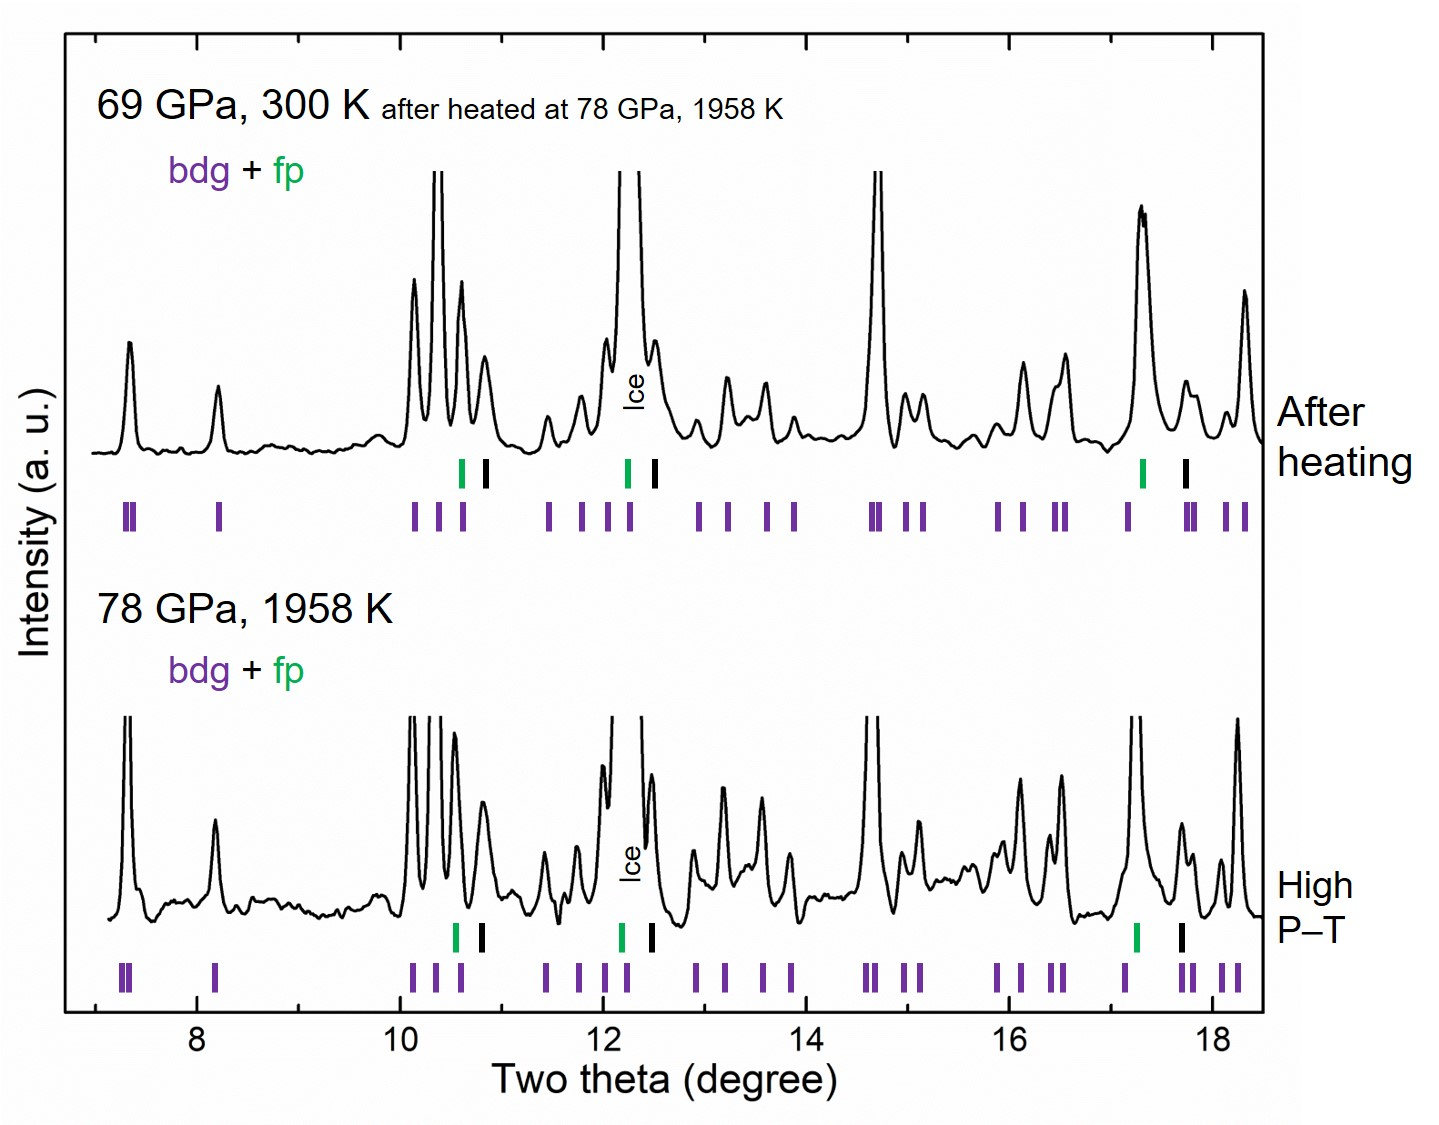 69 GPa, 300 K after heated at 78 GPa, 1958 K
bdg + fp
Ice
After
heating
78 GPa, 1958 K
bdg + fp
Ice
High
P–T
8 10 12 14 16 18
Two theta (degree)
Intensity (a. u.)